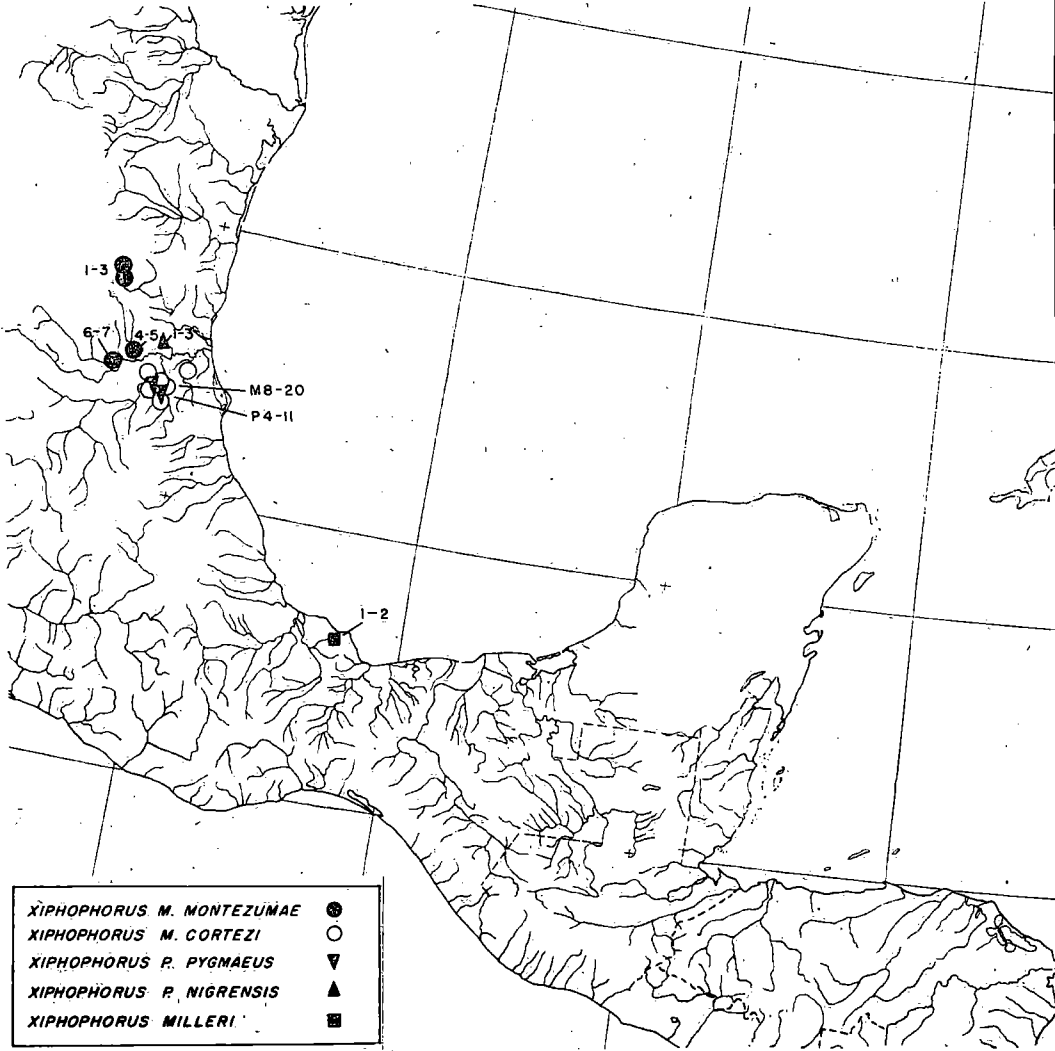 1-3
6-7
4-5
1-3
M8-20
P4-11
1-2
XIPHOPHORUS M. MONTEZUMAE
XIPHOPHORUS M. CORTEZI
XIPHOPHORUS P. PYGMAEUS
XIPHOPHORUS P. NIGRENSIS
XIPHOPHORUS MILLERI